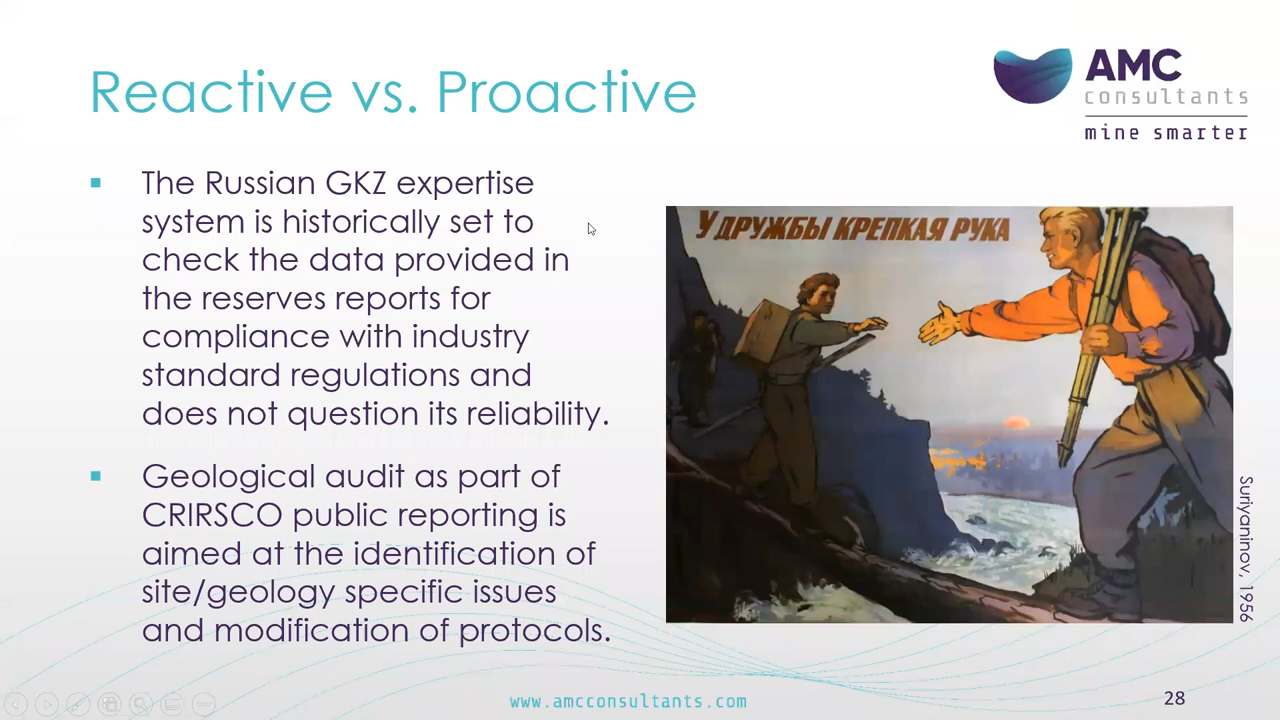 Reactive vs. Proactive
AMC
consultants
mine smarter
The Russian GKZ expertise
system is historically set to
check the data provided in
the reserves reports for
compliance with industry
standard regulations and
does not question its reliability.
Geological audit as part of
CRIRSCO public reporting is
aimed at the identification of
site/geology specific issues
and modification of protocols.
У ДРУЖБЫ КРЕПКАЯ РУКА
Suriyaninov, 1956
www.amcconsultants.com
28